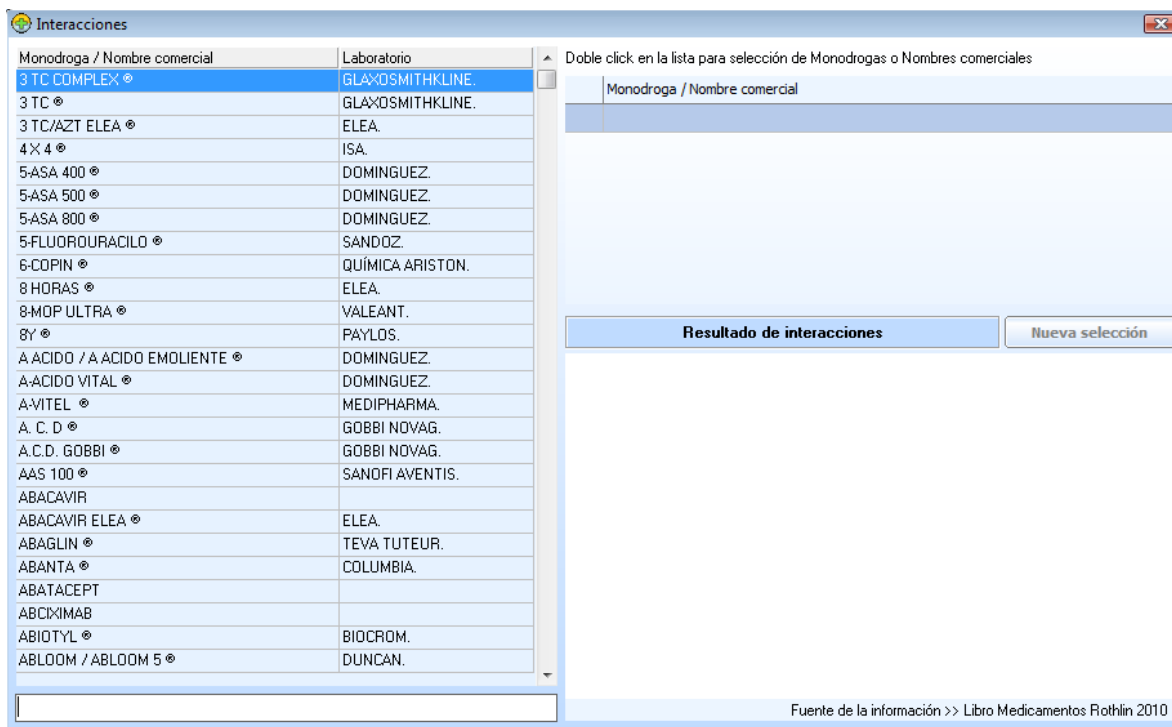 Interacciones
Monodroga / Nombre comercial Laboratorio
3 TC COMPLEX ® GLAXOSMITHKLINE.
3 TC ® GLAXOSMITHKLINE.
3 TC/AZT ELEA ® ELEA.
4 X 4 ® ISA.
5-ASA 400 ® DOMINGUEZ.
5-ASA 500 ® DOMINGUEZ.
5-ASA 800 ® DOMINGUEZ.
5-FLUOROURACILO ® SANDOZ.
6-COPIN ® QUÍMICA ARISTON.
8 HORAS ® ELEA.
8-MOP ULTRA ® VALEANT.
8Y ® PAYLOS.
A ACIDO / A ACIDO EMOLIENTE ® DOMINGUEZ.
A-ACIDO VITAL ® DOMINGUEZ.
A-VITEL ® MEDIPHARMA.
A. C. D ® GOBBI NOVAG.
A.C.D. GOBBI ® GOBBI NOVAG.
AAS 100 ® SANOFI AVENTIS.
ABACAVIR
ABACAVIR ELEA ® ELEA.
ABAGLIN ® TEVA TUTEUR.
ABANTA ® COLUMBIA.
ABATACEPT
ABCIXIMAB
ABIOTYL ® BIOCROM.
ABLOOM / ABLOOM 5 ® DUNCAN.
Doble click en la lista para selección de Monodrogas o Nombres comerciales
Monodroga / Nombre comercial
Resultado de interacciones Nueva selección
Fuente de la información >> Libro Medicamentos Rothlin 2010